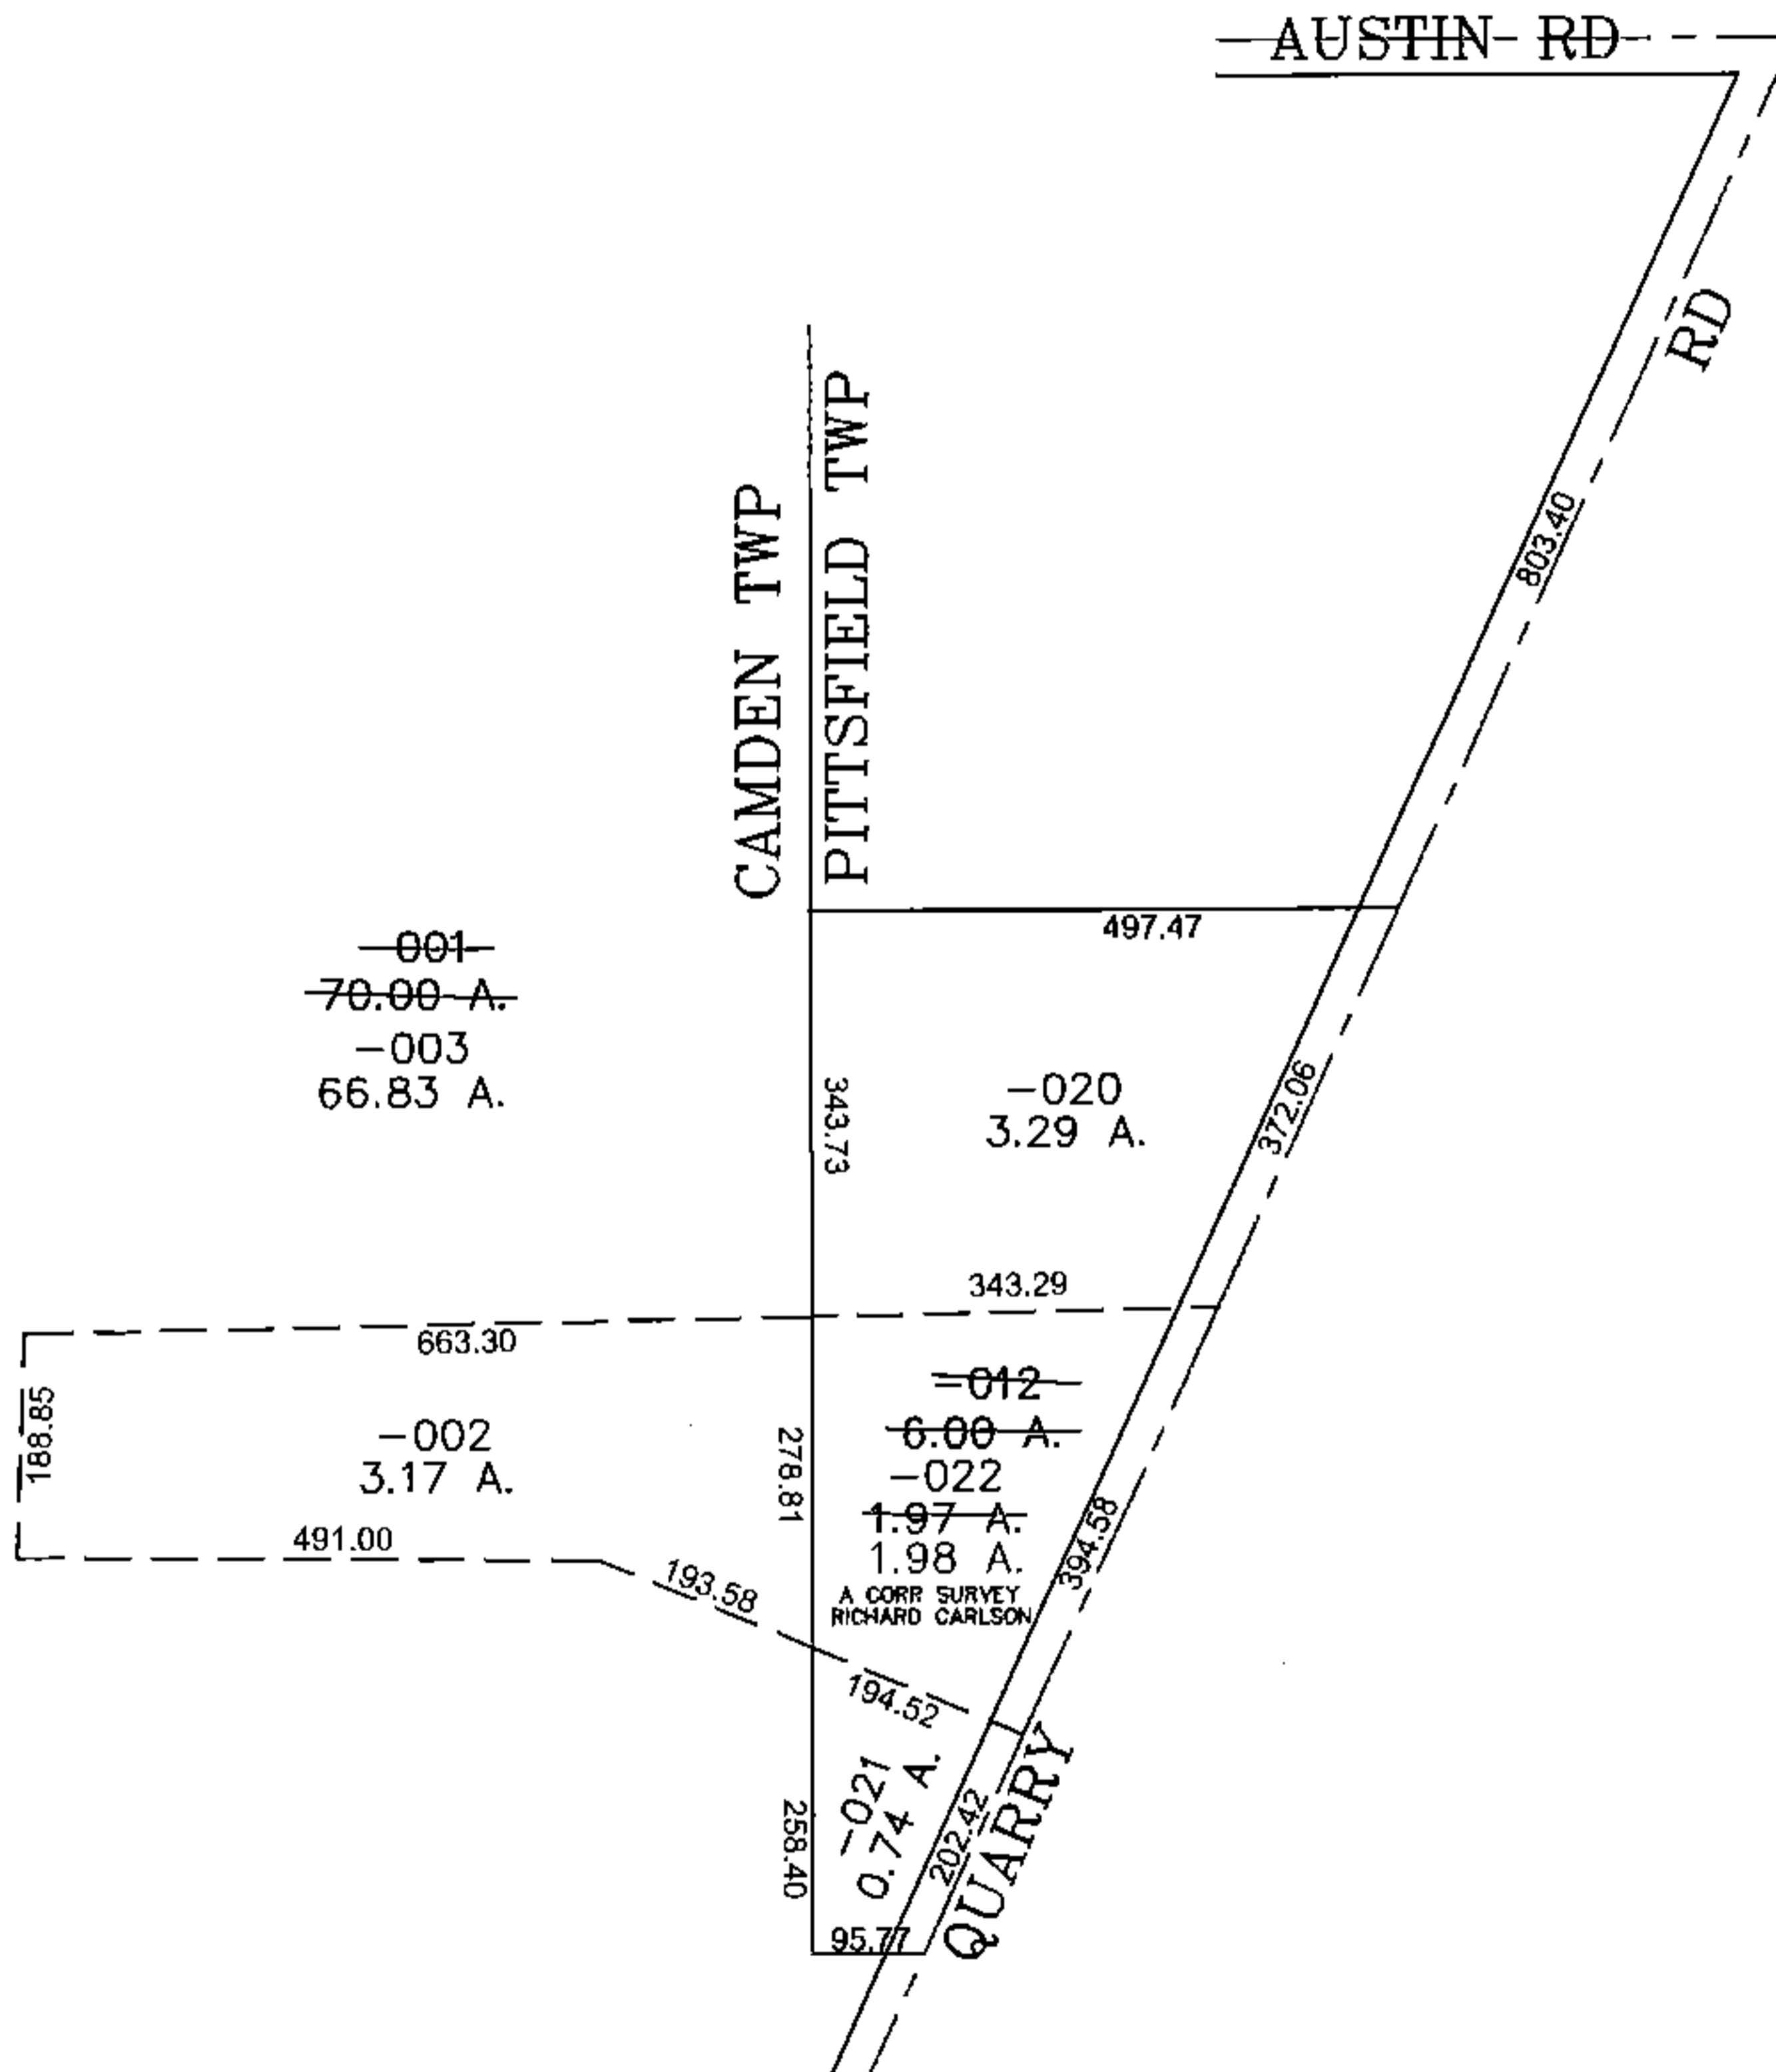 AUSTIN RD
RD
803.40
CAMDEN TWP
PITTSFIELD TWP
497.47
-001
70.00 A.
-003
66.83 A.
343.73
-020
3.29 A.
372.06
343.29
663.30
188.85
-002
3.17 A.
491.00
193.58
278.81
-012
6.00 A.
-022
1.97 A.
1.98 A.
A CORR SURVEY
RICHARD CARLSON
394.58
194.52
-021
0.74 A.
258.40
202.42
95.77
QUARRY